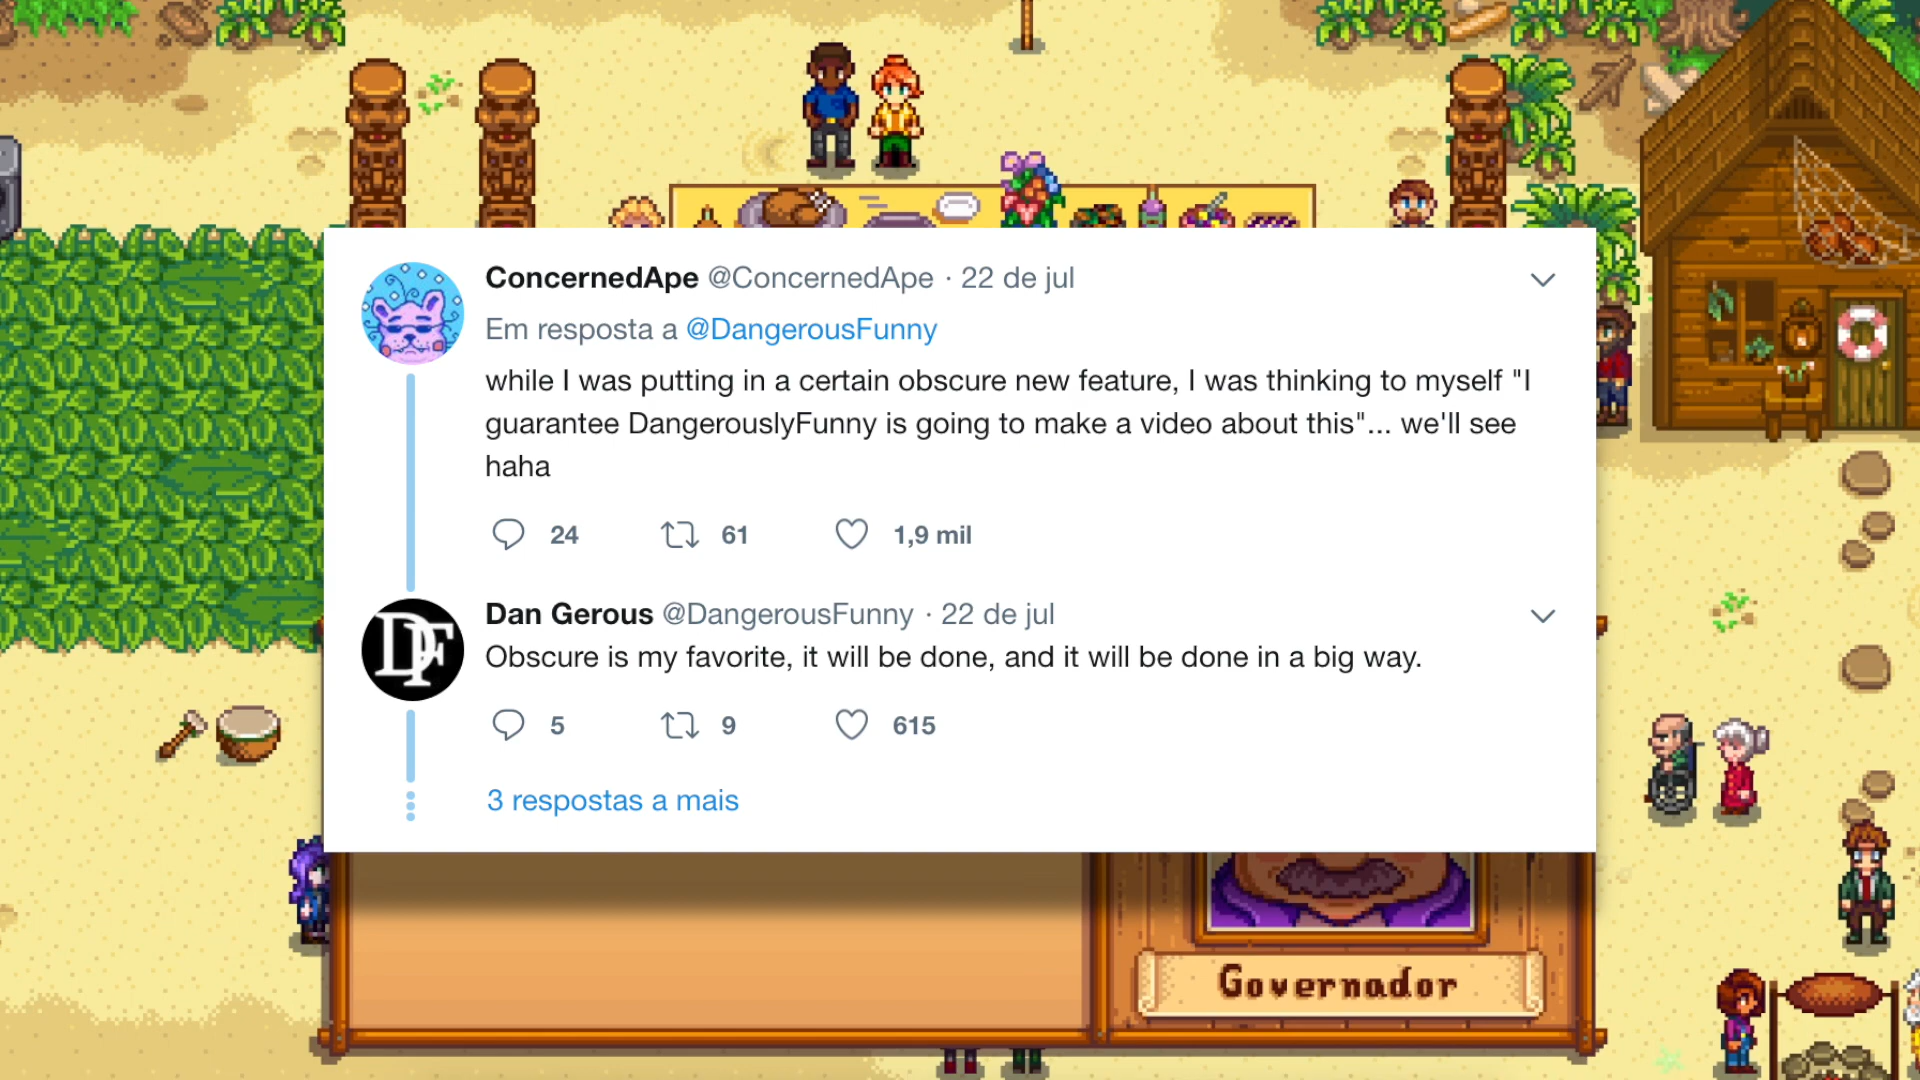 ConcernedApe @ConcernedApe · 22 de jul
Em resposta a @DangerousFunny
while I was putting in a certain obscure new feature, I was thinking to myself "I
guarantee DangerouslyFunny is going to make a video about this"... we'll see
haha
24 61 1,9 mil
DF
Dan Gerous @DangerousFunny · 22 de jul
Obscure is my favorite, it will be done, and it will be done in a big way.
5 9 615
3 respostas a mais
Governador